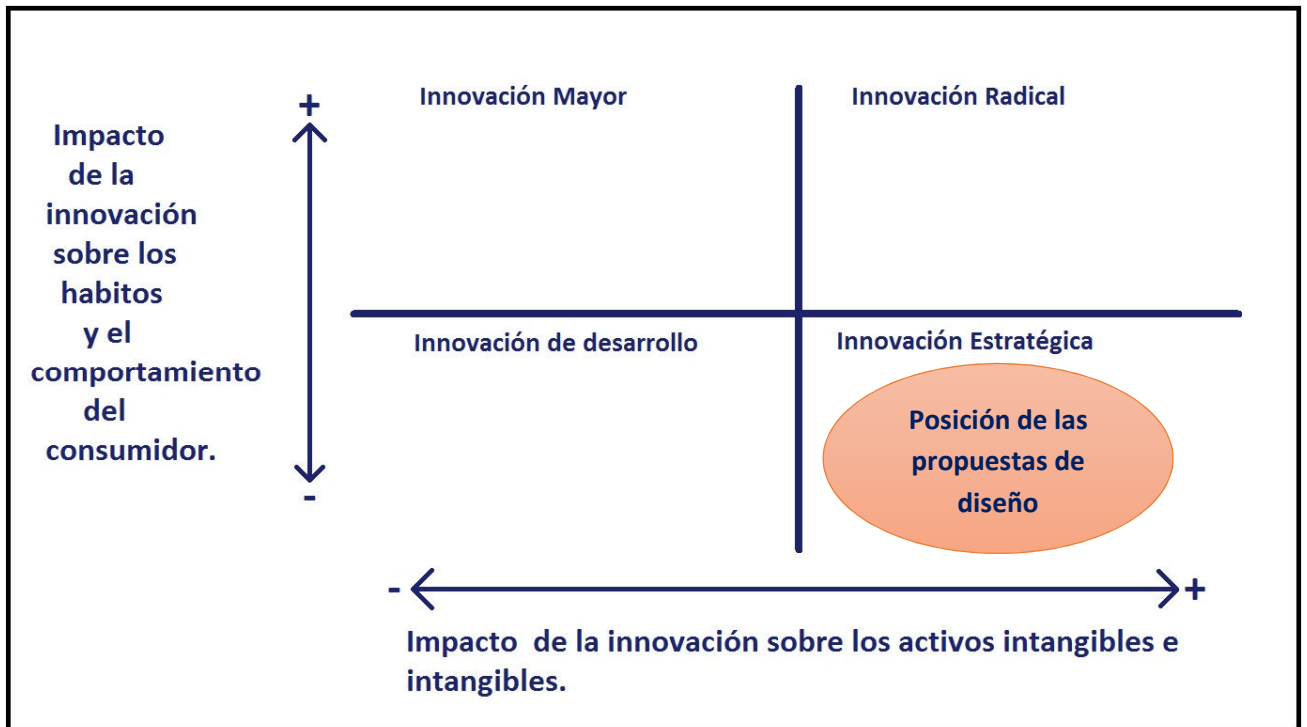 Impacto
de la
innovación
sobre los
habitos
y el
comportamiento
del
consumidor.
+
-
Innovación Mayor
Innovación Radical
Innovación de desarrollo
Innovación Estratégica
Posición de las
propuestas de
diseño
-
+
Impacto de la innovación sobre los activos intangibles e
intangibles.